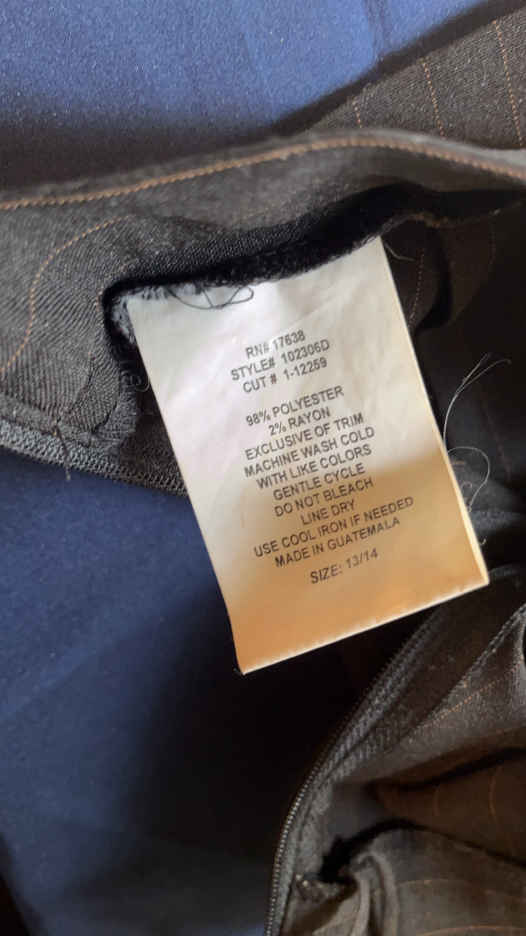 RN# 17638
STYLE# 102306D
CUT # 1-12259
98% POLYESTER
2% RAYON
EXCLUSIVE OF TRIM
MACHINE WASH COLD
WITH LIKE COLORS
GENTLE CYCLE
DO NOT BLEACH
LINE DRY
USE COOL IRON IF NEEDED
MADE IN GUATEMALA
SIZE: 13/14